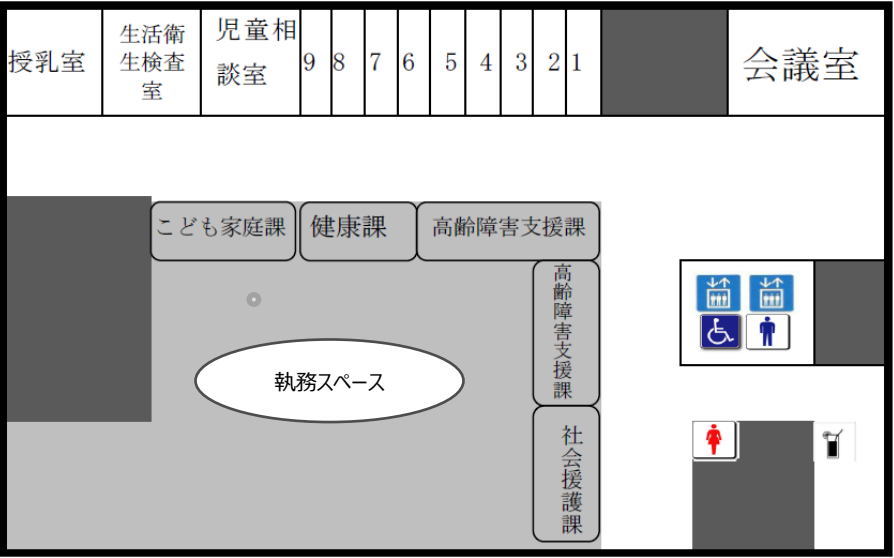 授乳室
生活衛
生検査
室
児童相
談室
9 8 7 6 5 4 3 2 1
会議室
こども家庭課
健康課
高齢障害支援課
高齢障害支援課
執務スペース
社会援護課